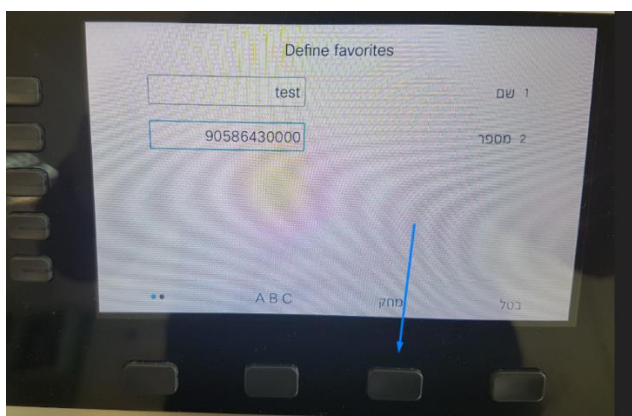 Define favorites
1 שם
test
2 מספר
90586430000
בטל מחק ABC